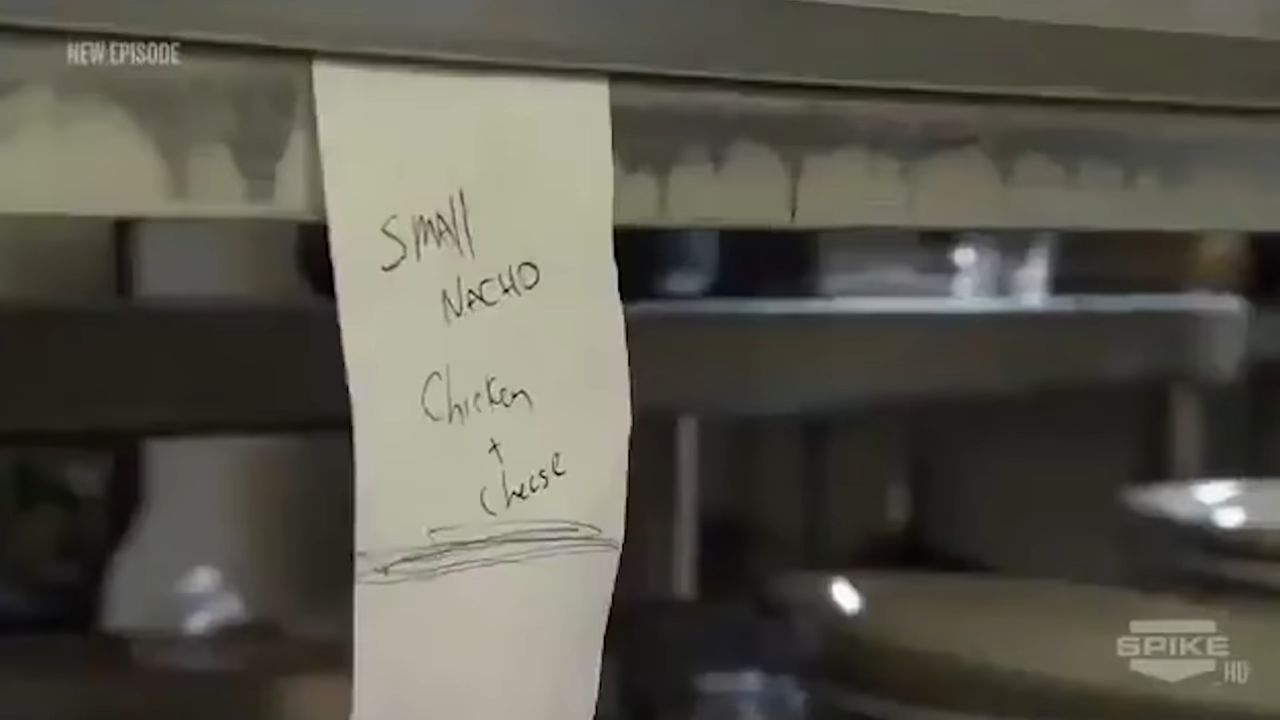 NEW EPISODE
SMAll
NACHO
Chicken
+
cheese
SPIKE
HD